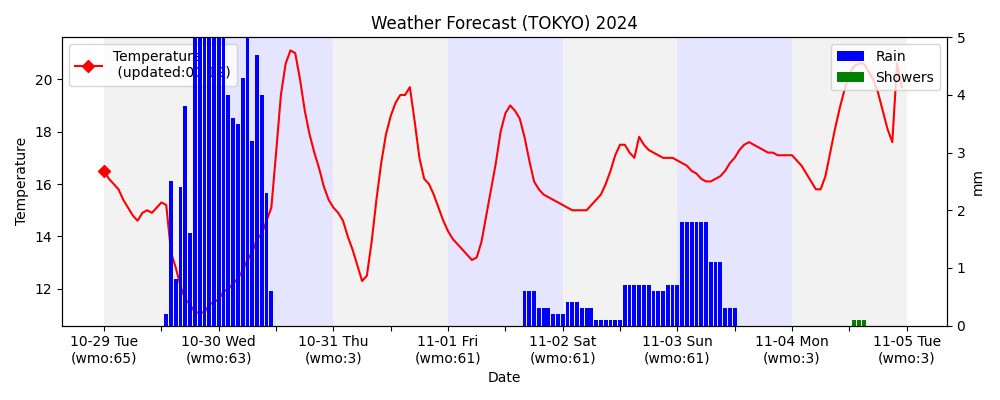 Weather Forecast (TOKYO) 2024
Temperature
(updated:0
Rain
Showers
20
18
16
14
12
Temperature
5
4
3
2
1
0
mm
10-29 Tue
(wmo:65)
10-30 Wed
(wmo:63)
10-31 Thu
(wmo:3)
11-01 Fri
(wmo:61)
11-02 Sat
(wmo:61)
11-03 Sun
(wmo:61)
11-04 Mon
(wmo:3)
11-05 Tue
(wmo:3)
Date